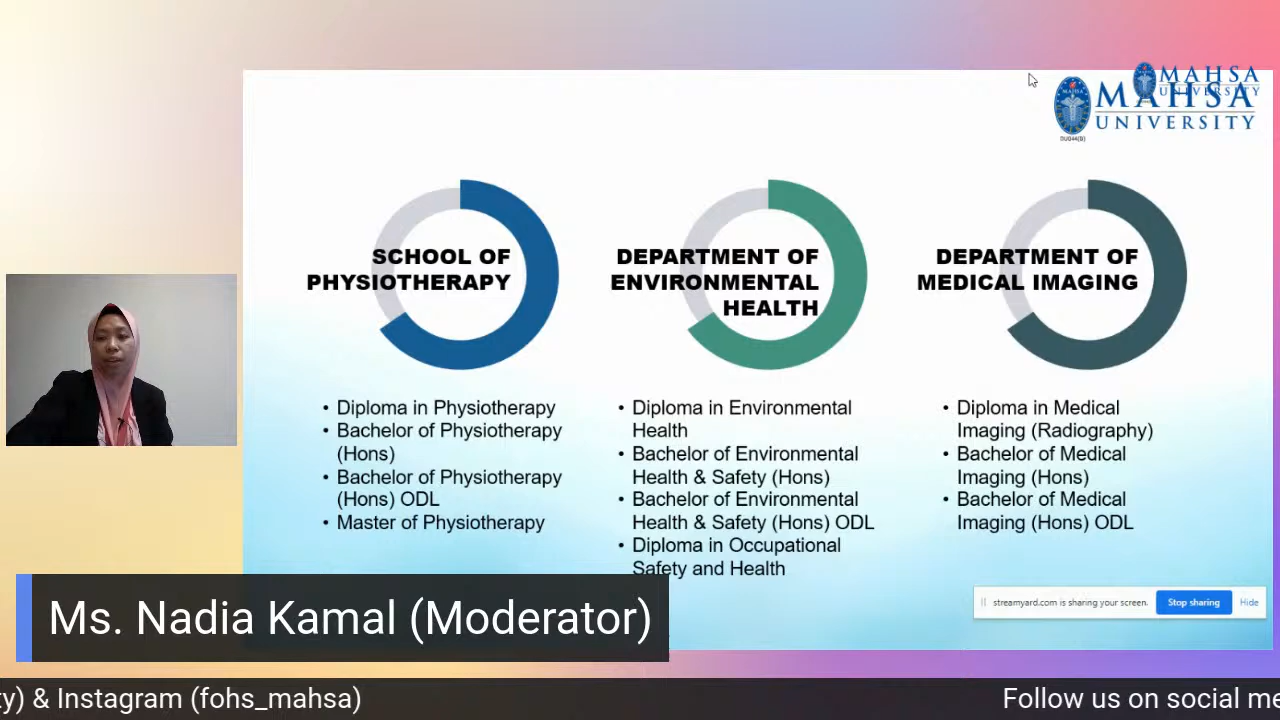 MAHSA
UNIVERSITY
MAHSA
UNIVERSITY
SCHOOL OF
PHYSIOTHERAPY
• Diploma in Physiotherapy
• Bachelor of Physiotherapy
(Hons)
• Bachelor of Physiotherapy
(Hons) ODL
• Master of Physiotherapy
DEPARTMENT OF
ENVIRONMENTAL
HEALTH
• Diploma in Environmental
Health
• Bachelor of Environmental
Health & Safety (Hons)
• Bachelor of Environmental
Health & Safety (Hons) ODL
• Diploma in Occupational
Safety and Health
DEPARTMENT OF
MEDICAL IMAGING
• Diploma in Medical
Imaging (Radiography)
• Bachelor of Medical
Imaging (Hons)
• Bachelor of Medical
Imaging (Hons) ODL
streamyard.com is sharing your screen. Stop sharing Hide
Ms. Nadia Kamal (Moderator)
ty) & Instagram (fohs_mahsa) Follow us on social me